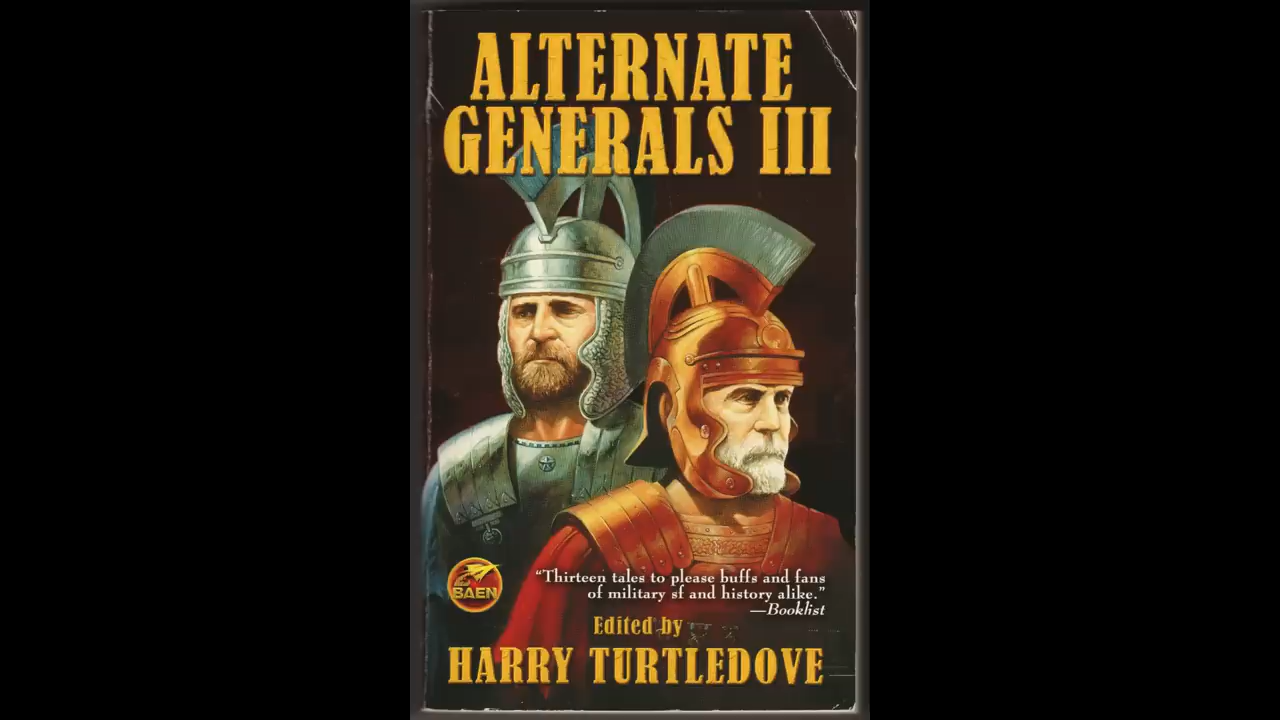 ALTERNATE
GENERALS III
BAEN
“Thirteen tales to please buffs and fans
of military sf and history alike.”
—Booklist
Edited by
HARRY TURTLEDOVE